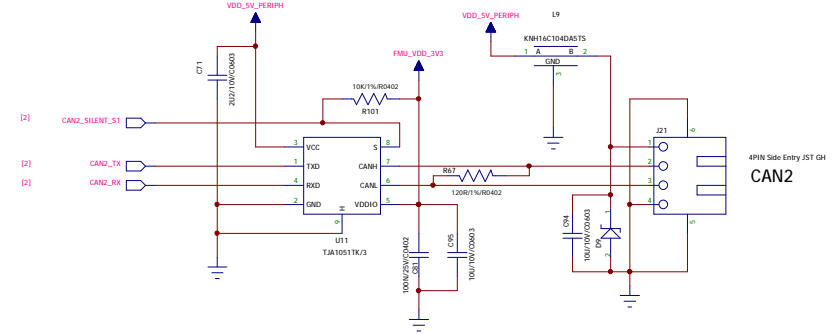 VDD_5V_PERIPH
L9
VDD_5V_PERIPH
KNH16C104DA5TS
1 A B 2
GND
3
FMU_VDD_3V3
C71
2U2/10V/C0603
10K/1%/R0402
R101
[2] CAN2_SILENT_S1
[2] CAN2_TX
[2] CAN2_RX
3 VCC S 8
1 TXD CANH 7
4 RXD CANL 6
2 GND VDDIO 5
H
9
U11
TJA1051TK/3
R67
120R/1%/R0402
100N/25V/C0402
C81
C95
10U/10V/C0603
C94
10U/10V/C0603
D9
1
2
J21
6
1
2
3
4
5
4PIN Side Entry JST GH
CAN2